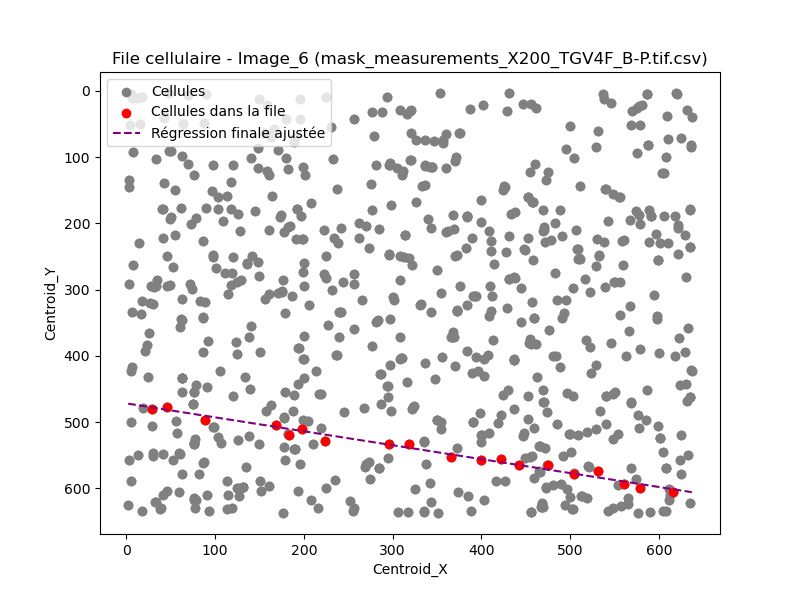 File cellulaire - Image_6 (mask_measurements_X200_TGV4F_B-P.tif.csv)
Cellules
Cellules dans la file
Régression finale ajustée
0
100
200
300
400
500
600
Centroid_Y
0
100
200
300
400
500
600
Centroid_X